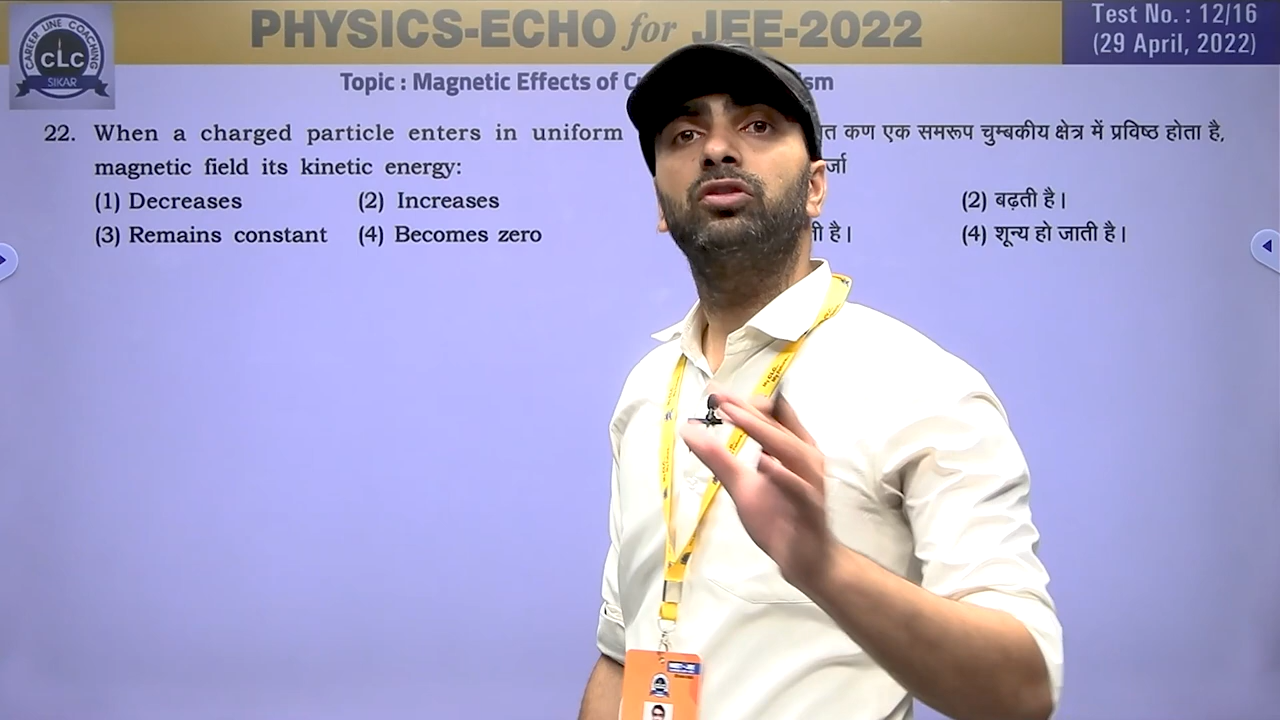 PHYSICS-ECHO for JEE-2022
Test No. : 12/16
(29 April, 2022)
CAREER LINE COACHING
CLC
SIKAR
Topic : Magnetic Effects of
22. When a charged particle enters in uniform
magnetic field its kinetic energy:
(1) Decreases (2) Increases
(3) Remains constant (4) Becomes zero
कण एक समरूप चुम्बकीय क्षेत्र में प्रविष्ठ होता है,
(2) बढ़ती है।
है। (4) शून्य हो जाती है।